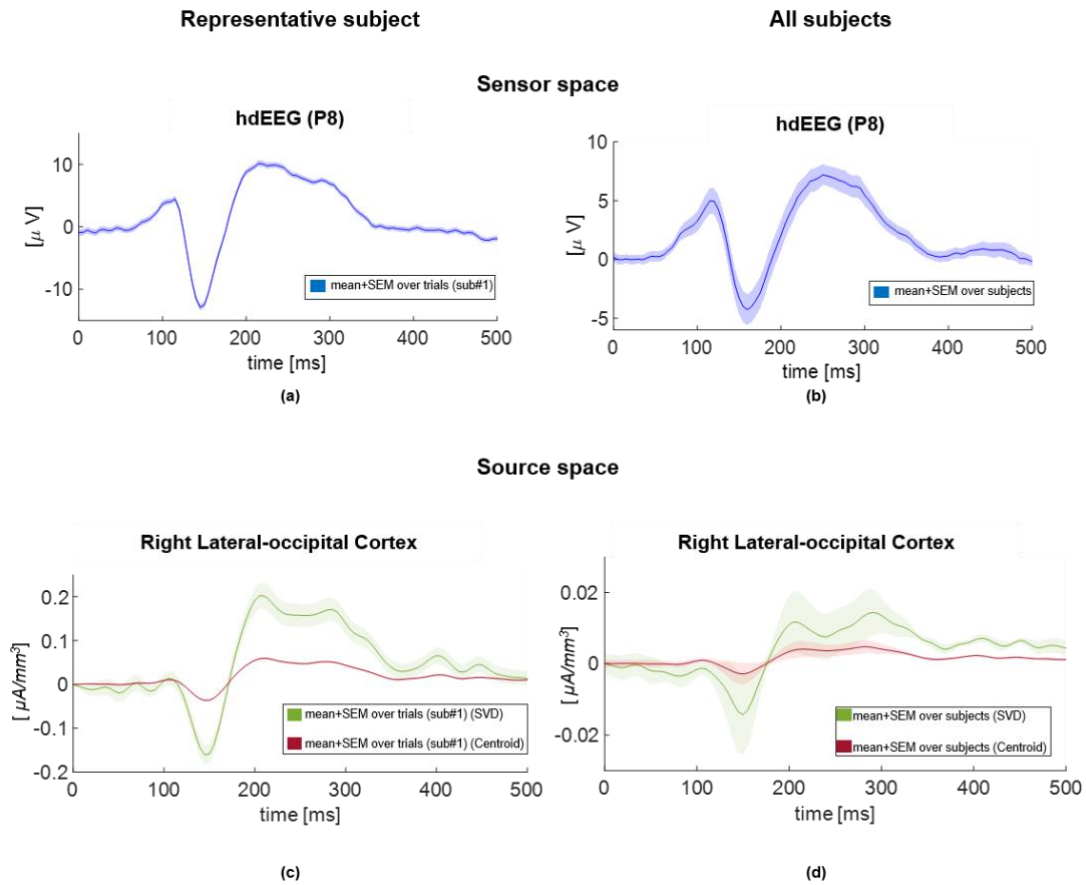 Representative subject
All subjects
Sensor space
hdEEG (P8)
10
0
-10
[μ V]
mean+SEM over trials (sub#1)
0 100 200 300 400 500
time [ms]
(a)
hdEEG (P8)
10
5
0
-5
[μ V]
mean+SEM over subjects
0 100 200 300 400 500
time [ms]
(b)
Source space
Right Lateral-occipital Cortex
0.2
0.1
0
-0.1
-0.2
[ μA/mm³]
mean+SEM over trials (sub#1) (SVD)
mean+SEM over trials (sub#1) (Centroid)
0 100 200 300 400 500
time [ms]
(c)
Right Lateral-occipital Cortex
0.02
0
-0.02
[ μA/mm³]
mean+SEM over subjects (SVD)
mean+SEM over subjects (Centroid)
0 100 200 300 400 500
time [ms]
(d)